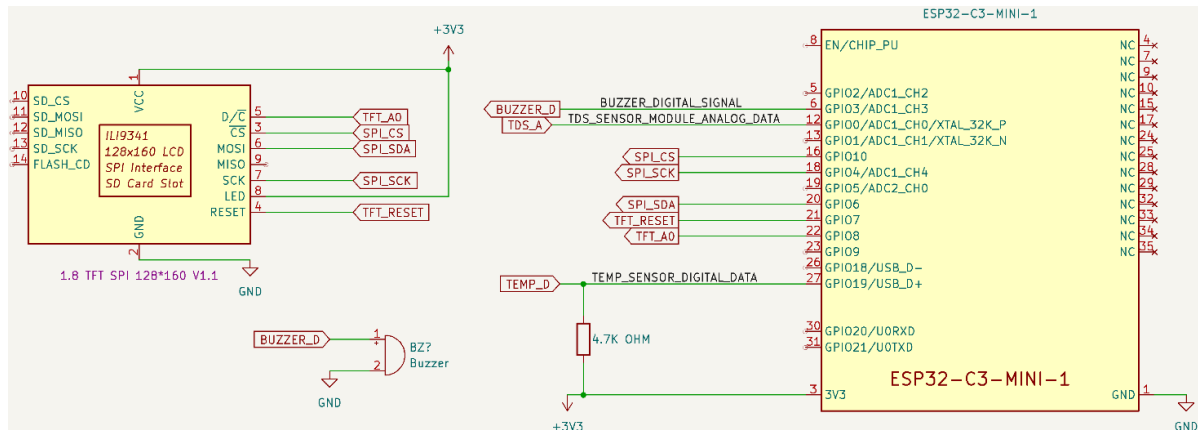 ESP32-C3-MINI-1
+3V3
1
VCC
10 SD_CS
11 SD_MOSI
12 SD_MISO
13 SD_SCK
14 FLASH_CD
ILI9341
128x160 LCD
SPI Interface
SD Card Slot
D/C 5 TFT_A0
CS 3 SPI_CS
MOSI 6 SPI_SDA
MISO 9
SCK 7 SPI_SCK
LED 8
RESET 4 TFT_RESET
GND
2
1.8 TFT SPI 128*160 V1.1
GND
BUZZER_D 1
+
BZ?
Buzzer
2
GND
8 EN/CHIP_PU
5 GPIO2/ADC1_CH2
BUZZER_D BUZZER_DIGITAL_SIGNAL 6 GPIO3/ADC1_CH3
TDS_A TDS_SENSOR_MODULE_ANALOG_DATA 12 GPIO0/ADC1_CH0/XTAL_32K_P
13 GPIO1/ADC1_CH1/XTAL_32K_N
SPI_CS 16 GPIO10
SPI_SCK 18 GPIO4/ADC1_CH4
19 GPIO5/ADC2_CH0
SPI_SDA 20 GPIO6
TFT_RESET 21 GPIO7
TFT_A0 22 GPIO8
23 GPIO9
26 GPIO18/USB_D-
TEMP_D TEMP_SENSOR_DIGITAL_DATA 27 GPIO19/USB_D+
4.7K OHM
30 GPIO20/U0RXD
31 GPIO21/U0TXD
ESP32-C3-MINI-1
3 3V3
+3V3
NC 4
NC 7
NC 9
NC 10
NC 15
NC 17
NC 24
NC 25
NC 28
NC 29
NC 32
NC 33
NC 34
NC 35
GND 1
GND